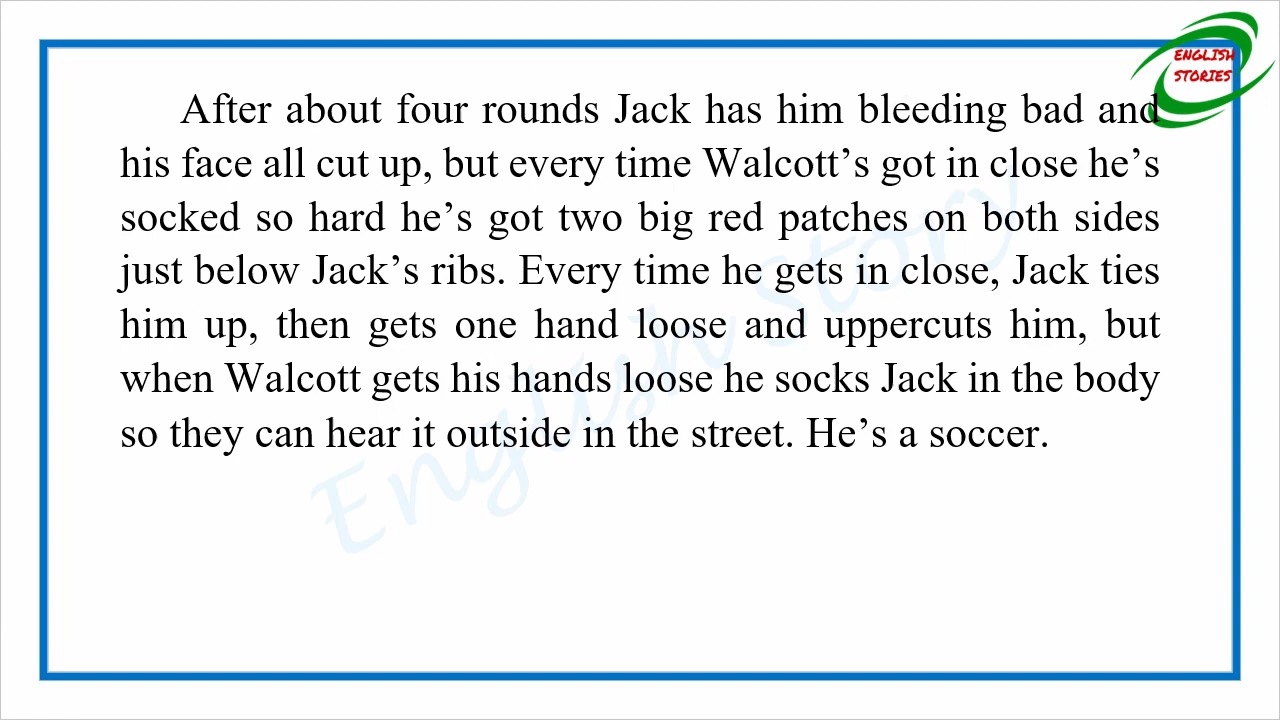 ENGLISH
STORIES
After about four rounds Jack has him bleeding bad and
his face all cut up, but every time Walcott’s got in close he’s
socked so hard he’s got two big red patches on both sides
just below Jack’s ribs. Every time he gets in close, Jack ties
him up, then gets one hand loose and uppercuts him, but
when Walcott gets his hands loose he socks Jack in the body
so they can hear it outside in the street. He’s a soccer.
English Story